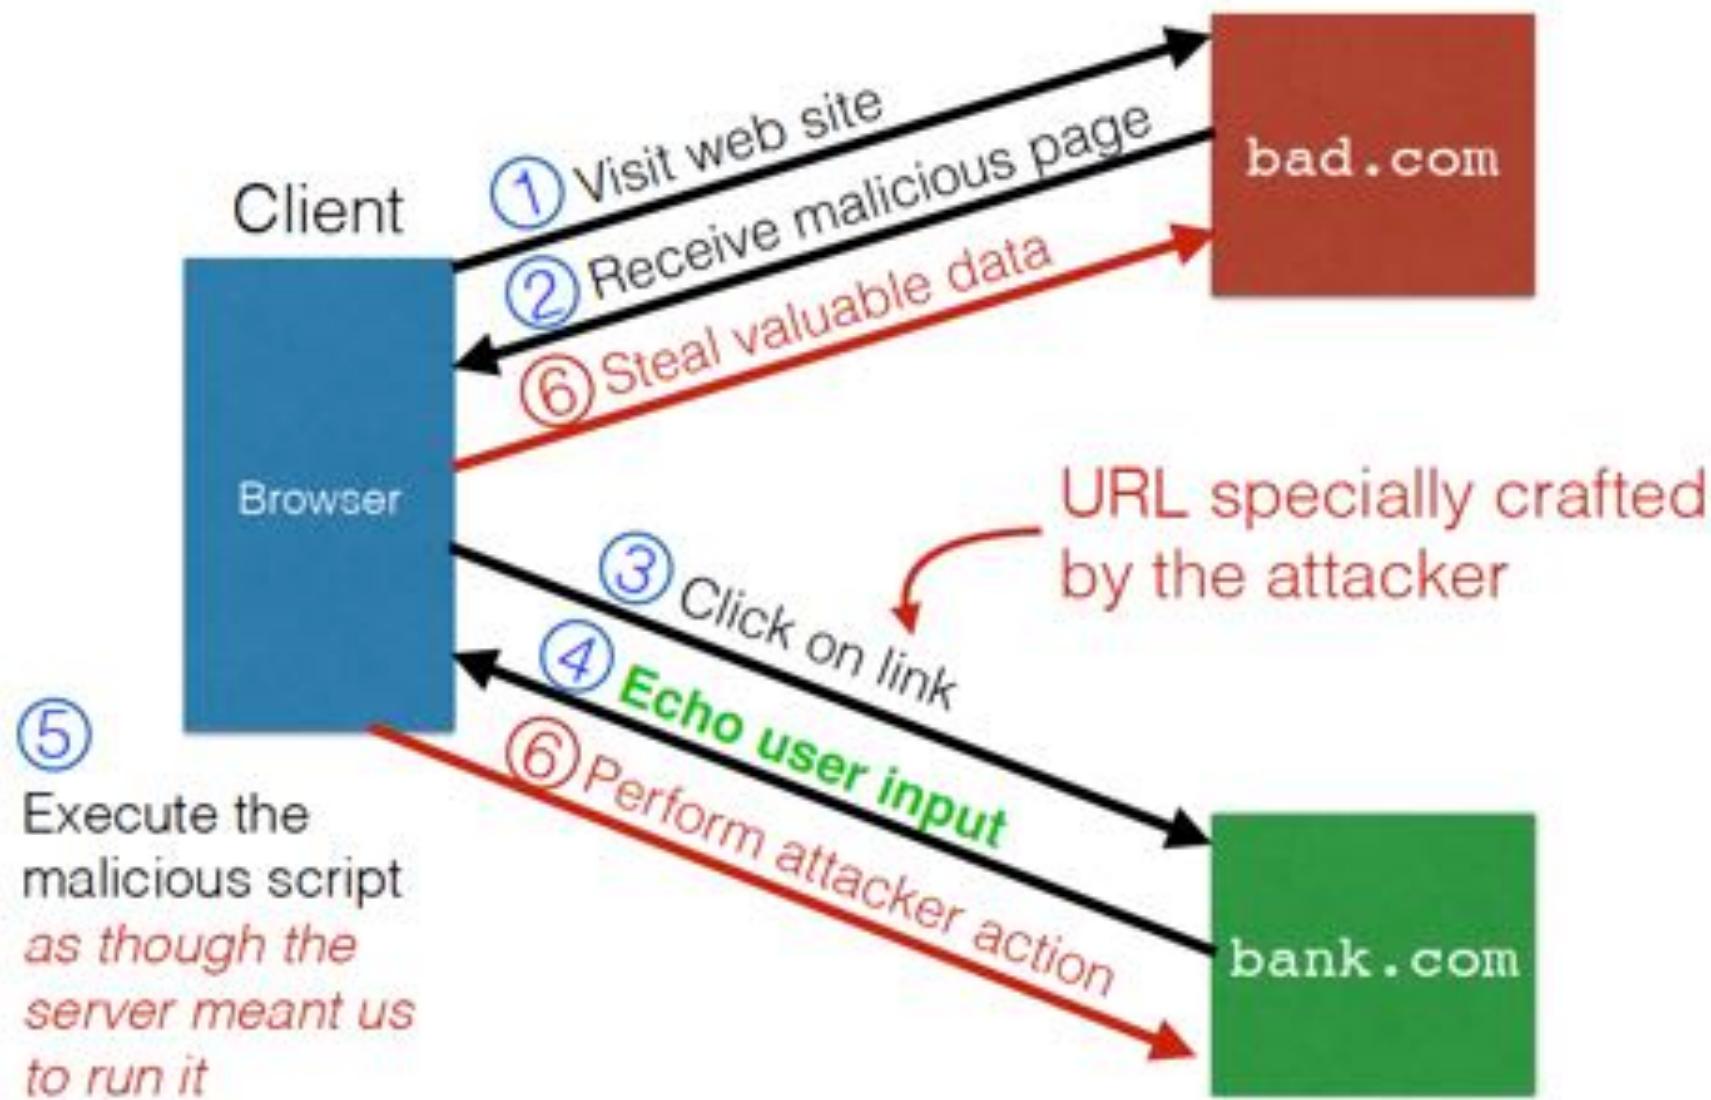 ① Visit web site
② Receive malicious page
⑥ Steal valuable data
bad.com
Client
Browser
URL specially crafted
by the attacker
③ Click on link
④ Echo user input
⑥ Perform attacker action
bank.com
⑤
Execute the
malicious script
as though the
server meant us
to run it